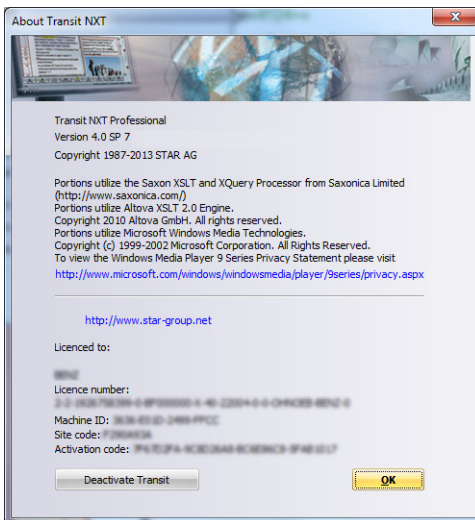 About Transit NXT
Transit NXT Professional
Version 4.0 SP 7
Copyright 1987-2013 STAR AG
Portions utilize the Saxon XSLT and XQuery Processor from Saxonica Limited
(http://www.saxonica.com/)
Portions utilize Altova XSLT 2.0 Engine.
Copyright 2010 Altova GmbH. All rights reserved.
Portions utilize Microsoft Windows Media Technologies.
Copyright (c) 1999-2002 Microsoft Corporation. All Rights Reserved.
To view the Windows Media Player 9 Series Privacy Statement please visit
http://www.microsoft.com/windows/windowsmedia/player/9series/privacy.aspx
http://www.star-group.net
Licenced to:
Licence number:
Machine ID:
Site code:
Activation code:
Deactivate Transit
OK